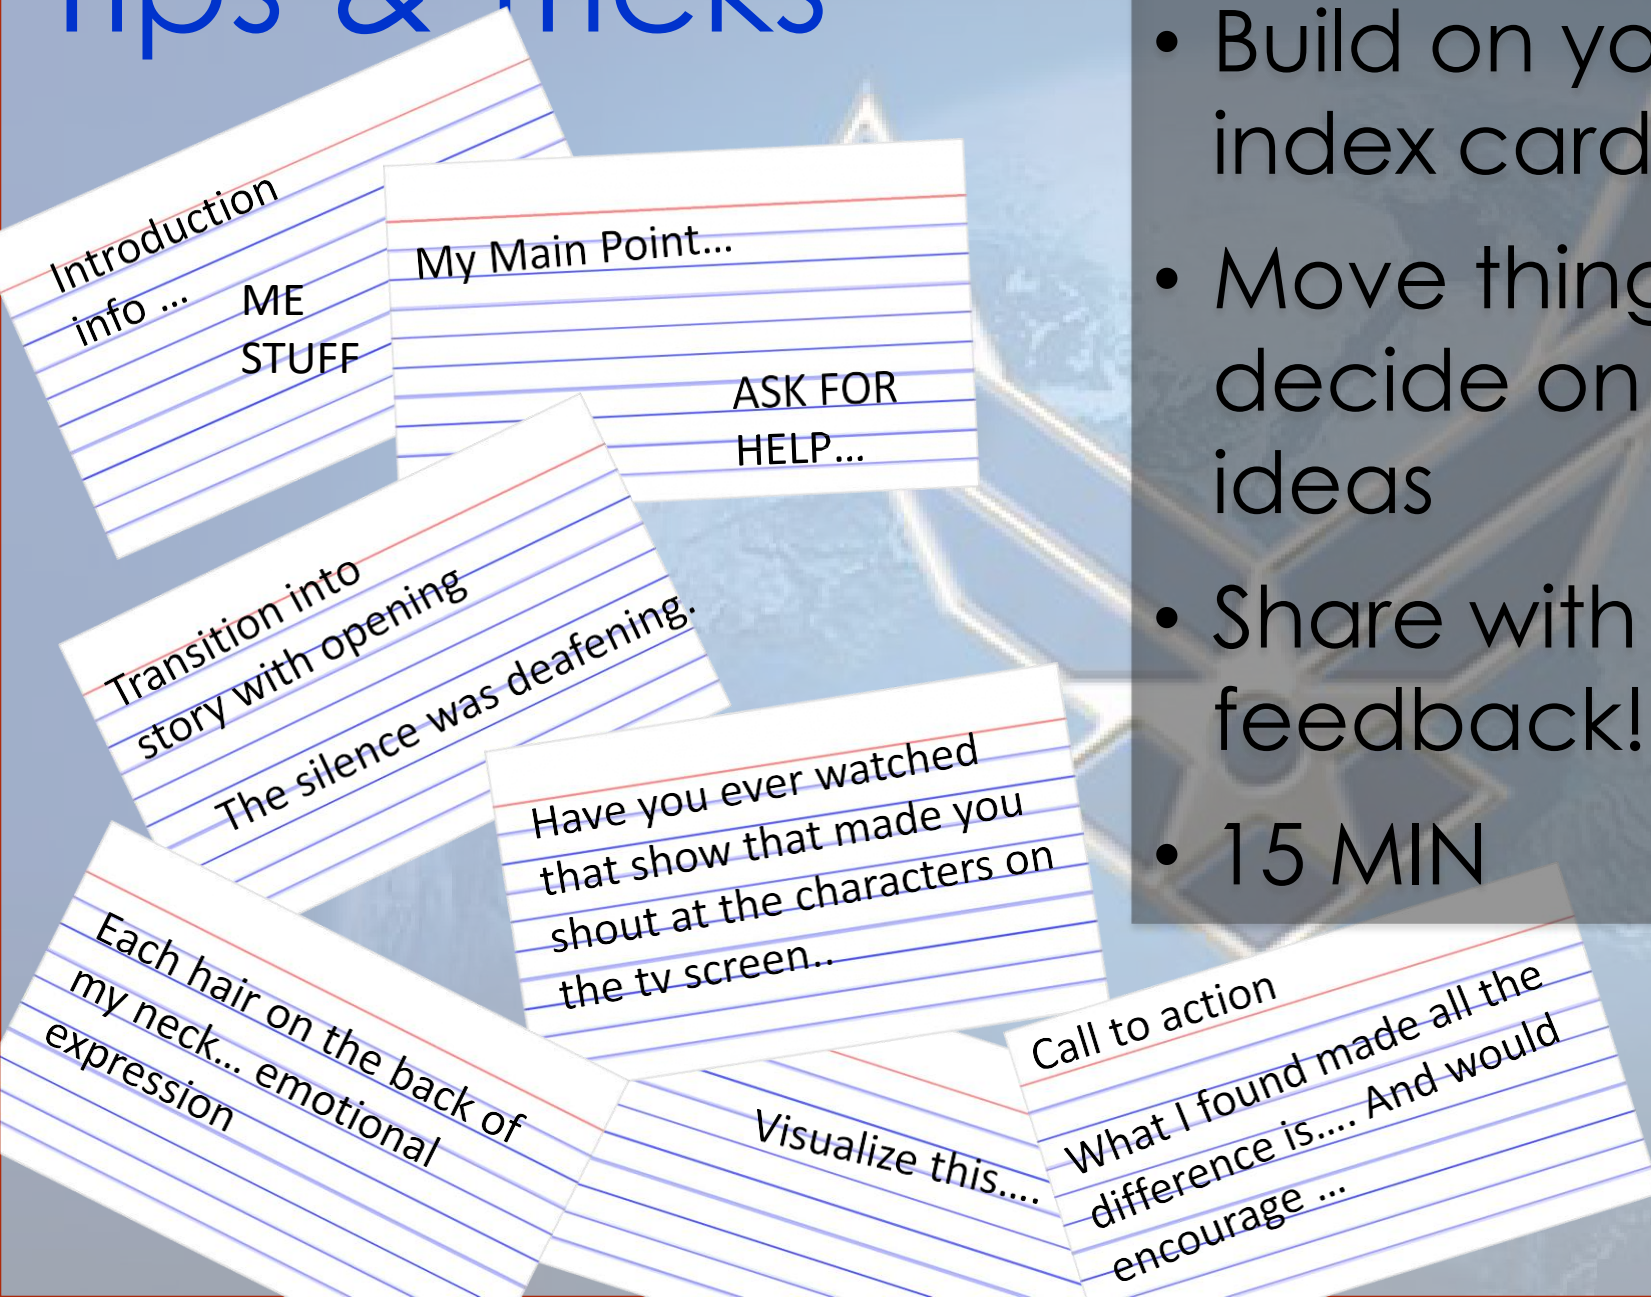 Tips & Tricks
Introduction
info ...
ME
STUFF
My Main Point...
ASK FOR
HELP...
Transition into
story with opening
The silence was deafening.
Have you ever watched
that show that made you
shout at the characters on
the tv screen..
Each hair on the back of
my neck... emotional
expression
Visualize this....
Call to action
What I found made all the
difference is.... And would
encourage ...
• Build on
index card
• Move
decide on
ideas
• Share with
feedback!
• 15 MIN